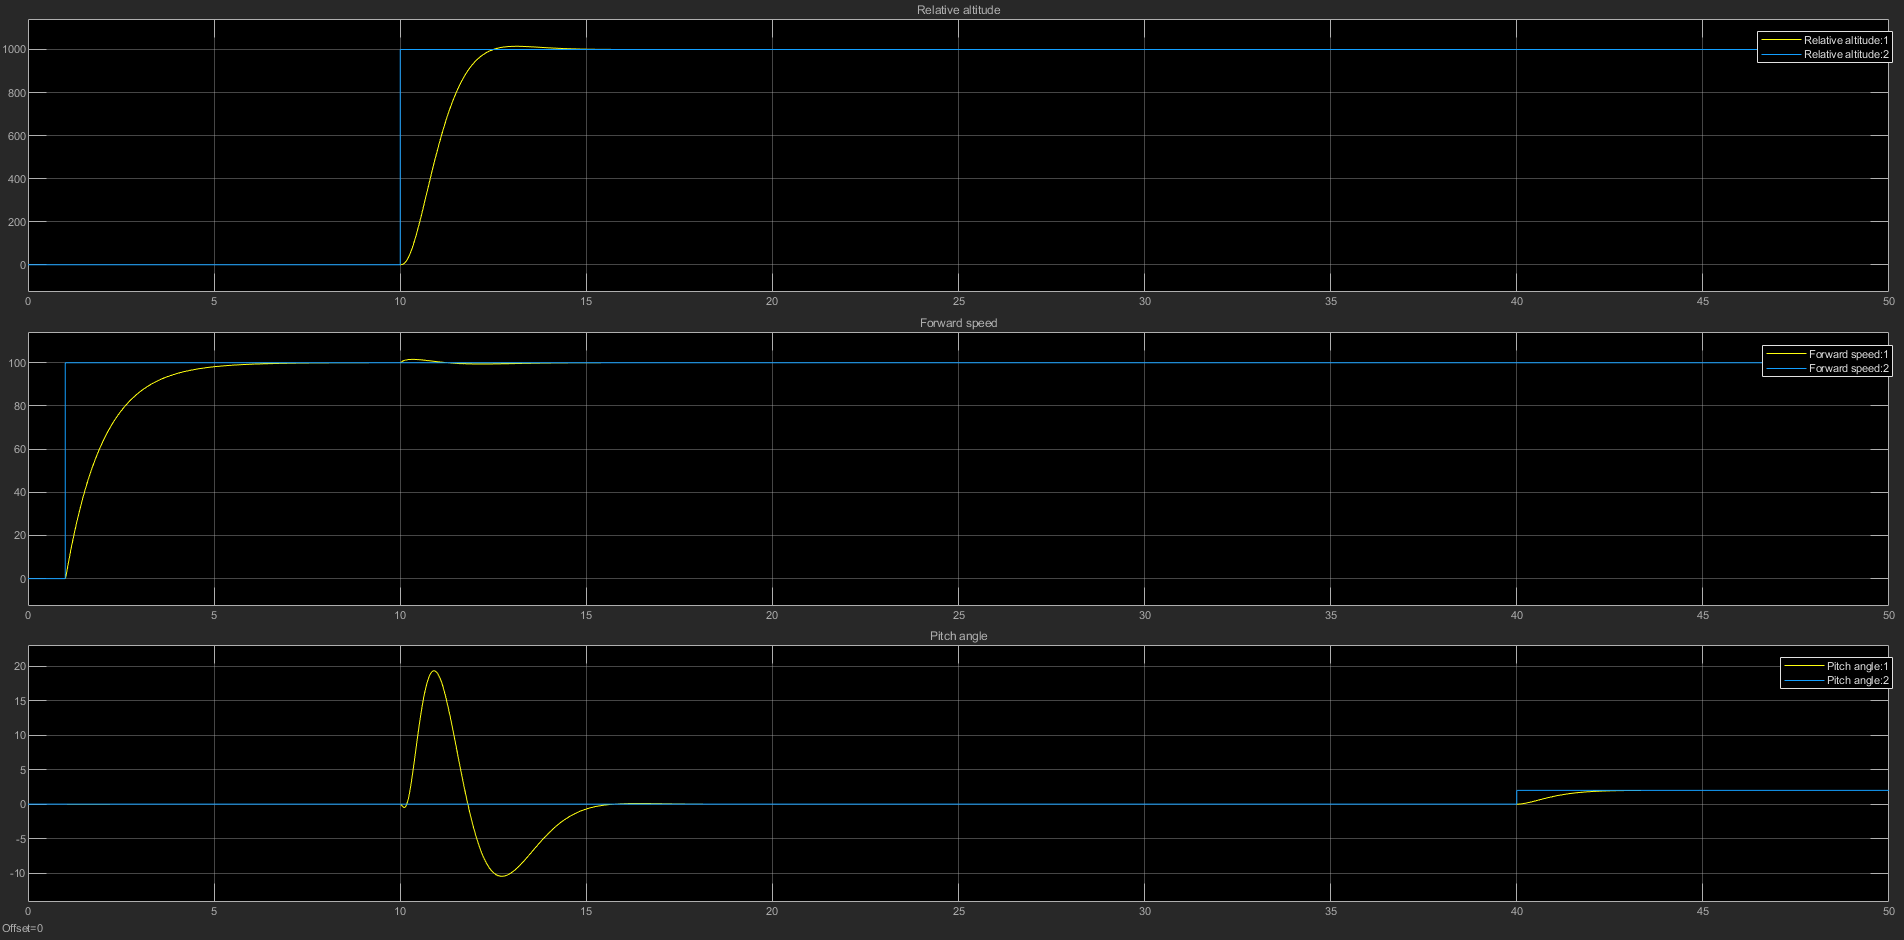 Relative altitude
1000
800
600
400
200
0
Relative altitude:1
Relative altitude:2
0 5 10 15 20 25 30 35 40 45 50
Forward speed
100
80
60
40
20
0
Forward speed:1
Forward speed:2
0 5 10 15 20 25 30 35 40 45 50
Pitch angle
20
15
10
5
0
-5
-10
Pitch angle:1
Pitch angle:2
0 5 10 15 20 25 30 35 40 45 50
Offset=0